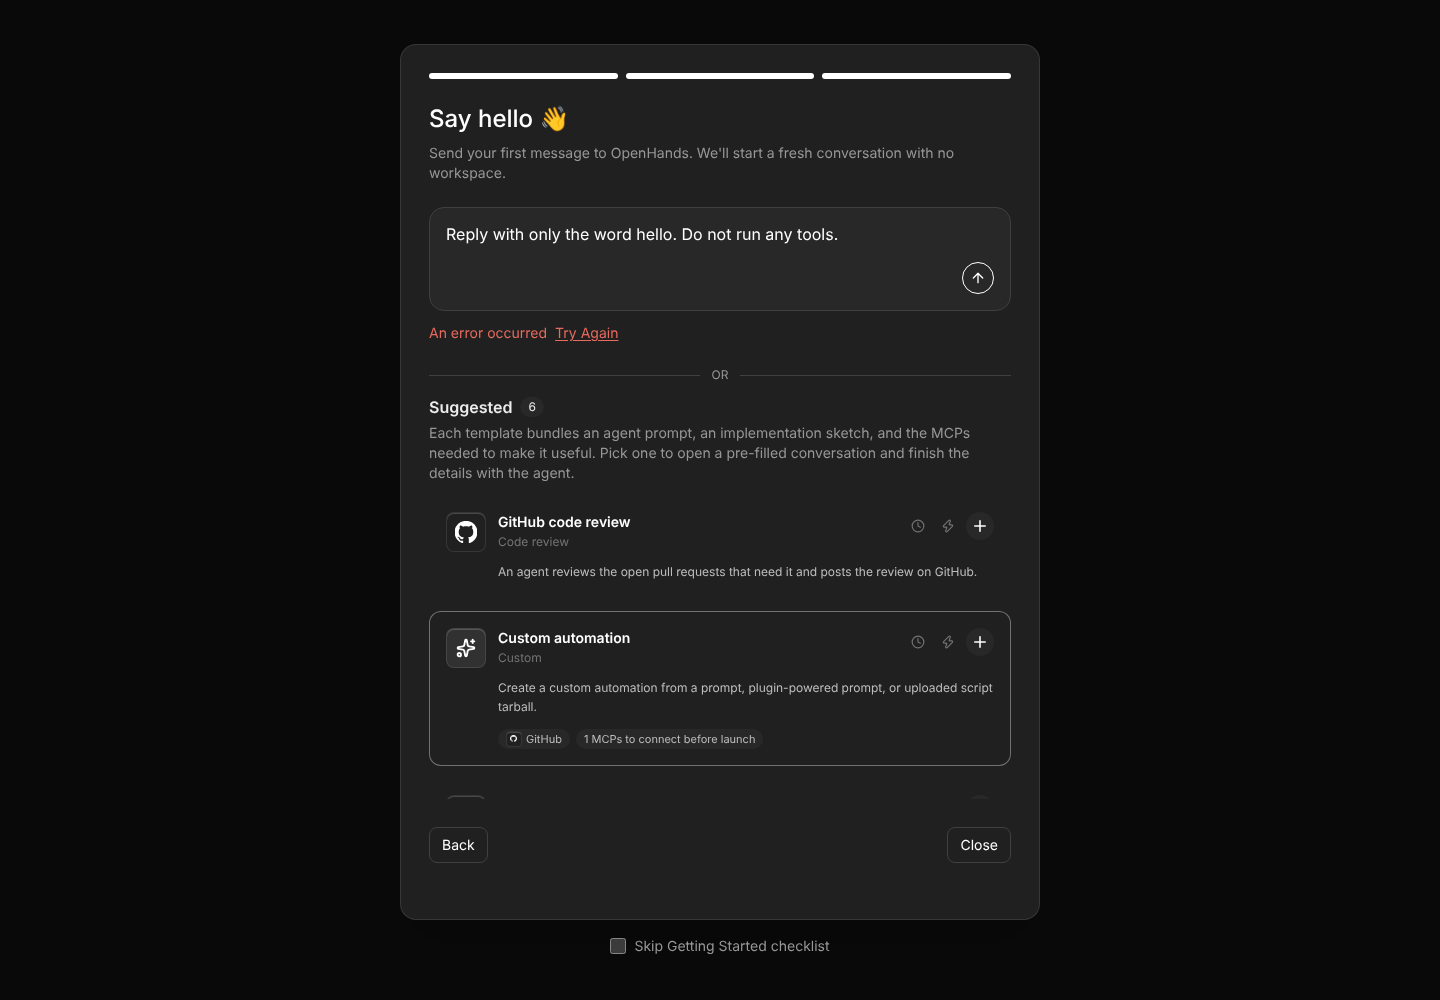 Say hello 👋
Send your first message to OpenHands. We'll start a fresh conversation with no
workspace.
Reply with only the word hello. Do not run any tools.
An error occurred Try Again
OR
Suggested 6
Each template bundles an agent prompt, an implementation sketch, and the MCPs
needed to make it useful. Pick one to open a pre-filled conversation and finish the
details with the agent.
GitHub code review
Code review
An agent reviews the open pull requests that need it and posts the review on GitHub.
Custom automation
Custom
Create a custom automation from a prompt, plugin-powered prompt, or uploaded script
tarball.
GitHub 1 MCPs to connect before launch
Back Close
Skip Getting Started checklist